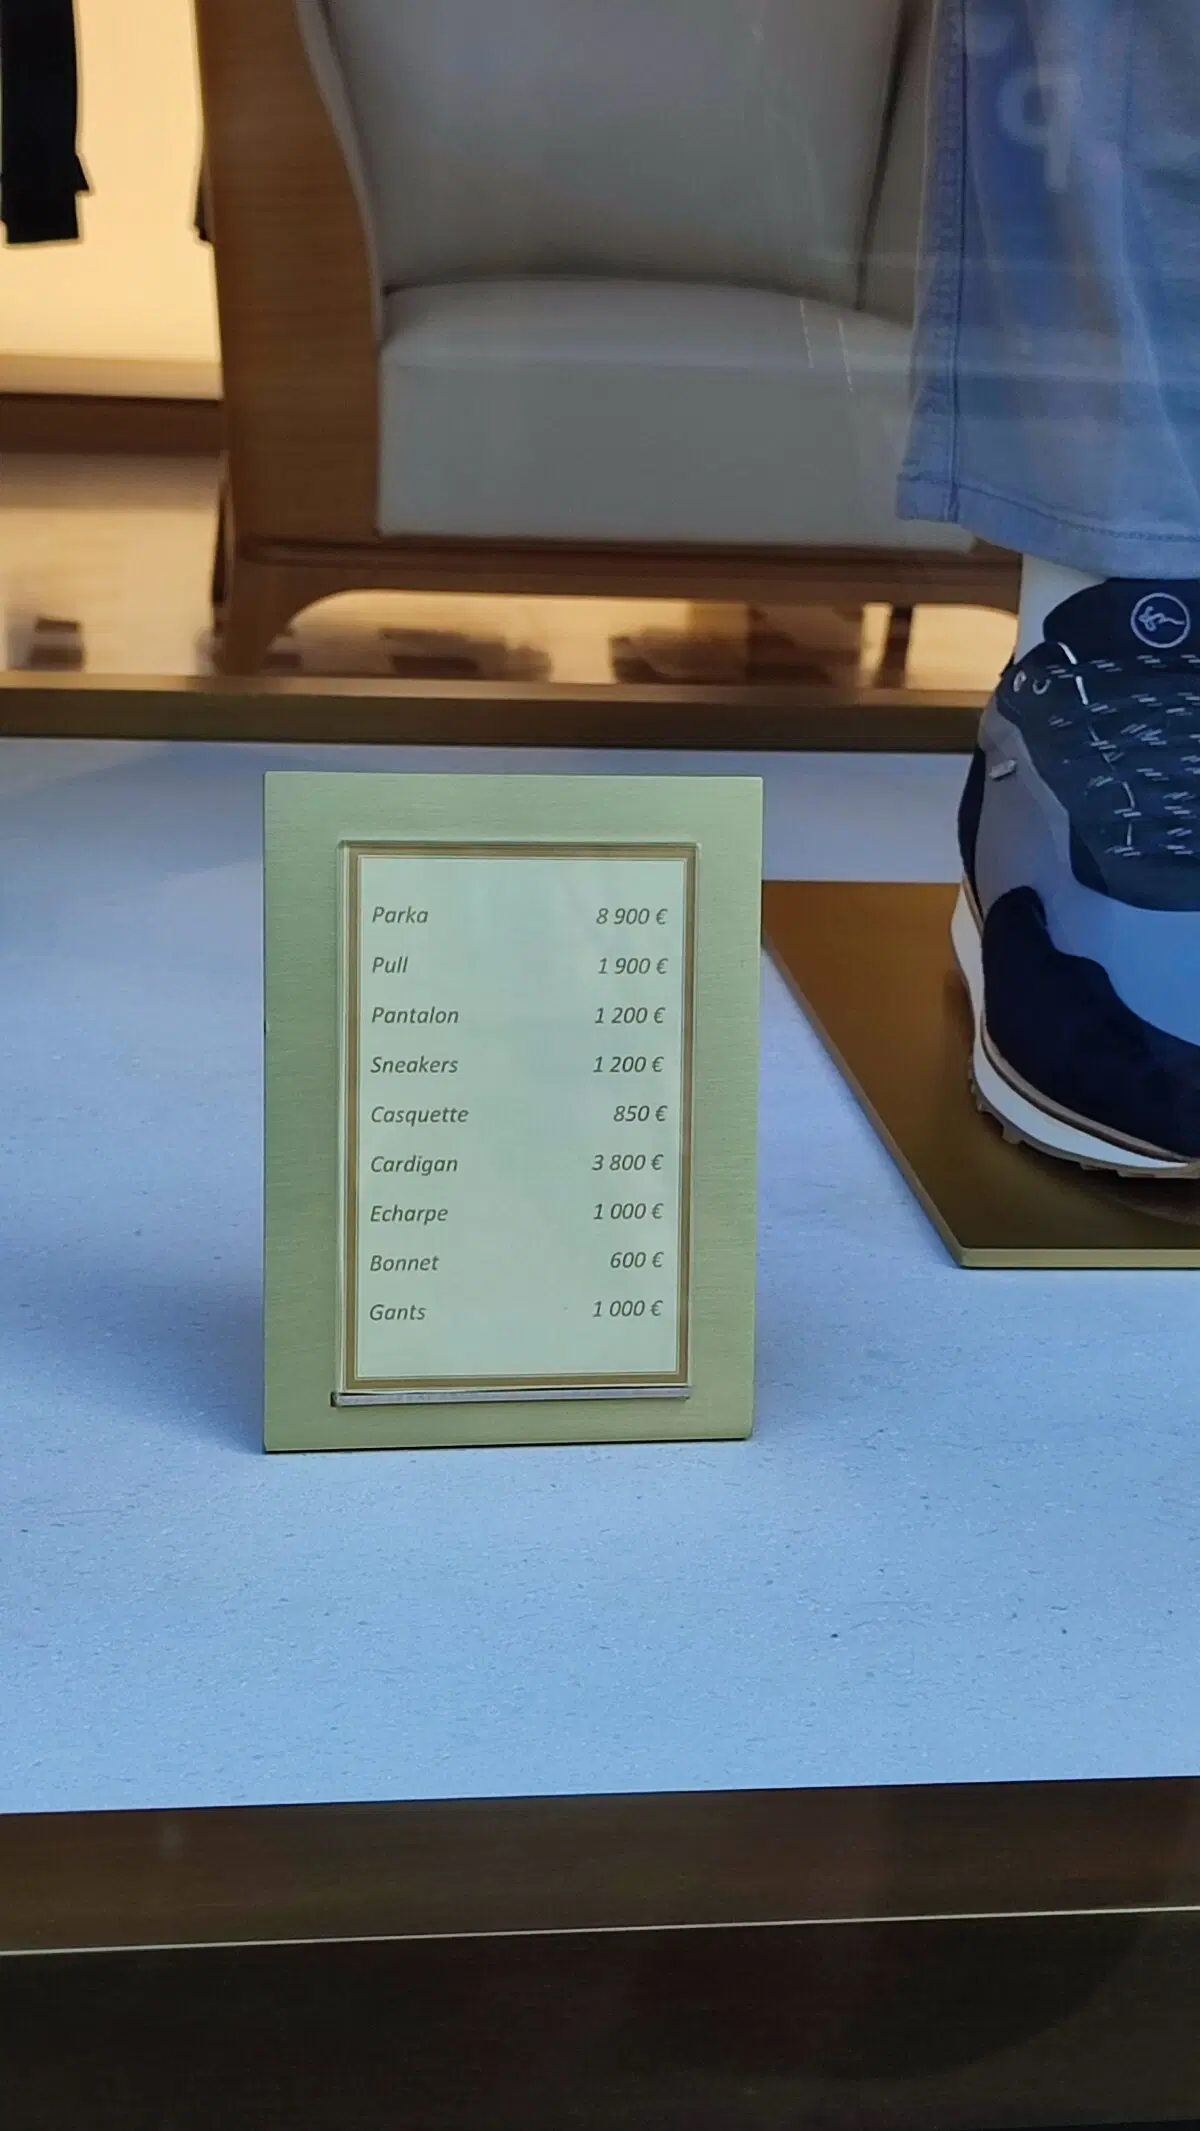 Parka 8 900 €
Pull 1 900 €
Pantalon 1 200 €
Sneakers 1 200 €
Casquette 850 €
Cardigan 3 800 €
Echarpe 1 000 €
Bonnet 600 €
Gants 1 000 €